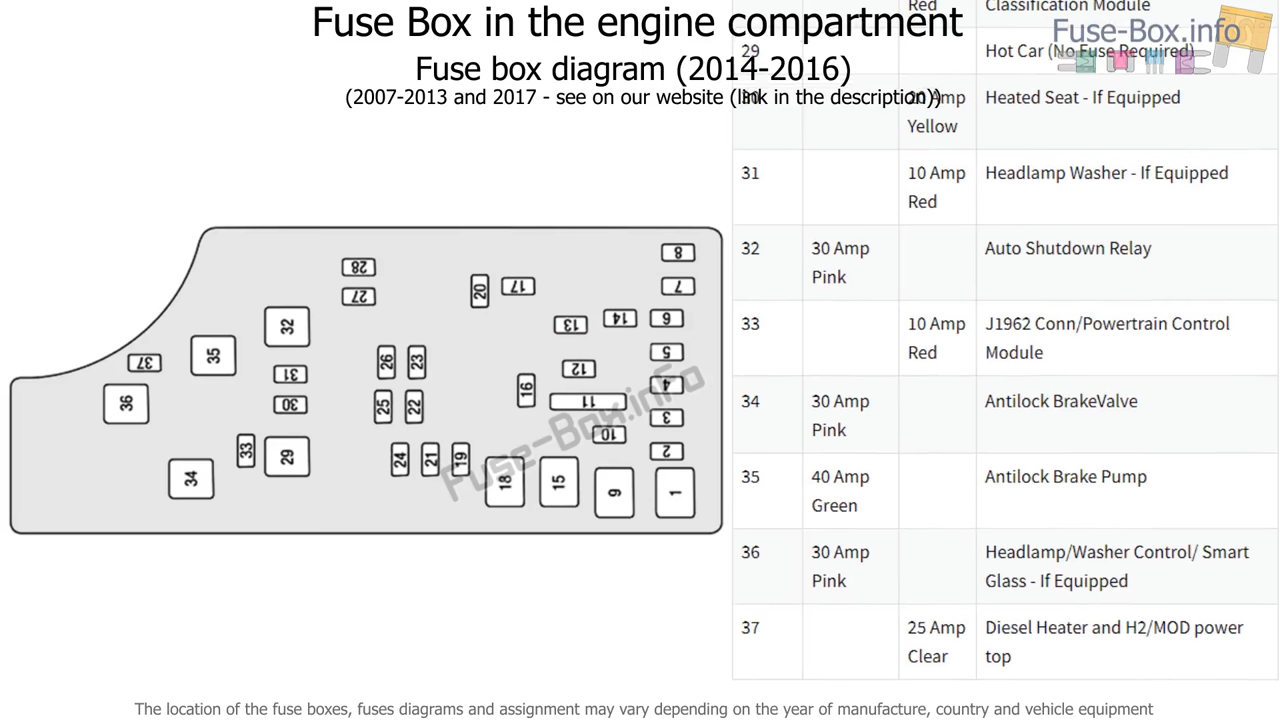 Fuse Box in the engine compartment
Fuse box diagram (2014-2016)
(2007-2013 and 2017 - see on our website (link in the description))
Fuse-Box.info
Red Classification Module
29 Hot Car (No Fuse Required)
30 20 Amp Heated Seat - If Equipped
Yellow
31 10 Amp Headlamp Washer - If Equipped
Red
32 30 Amp Auto Shutdown Relay
Pink
33 10 Amp J1962 Conn/Powertrain Control
Red Module
34 30 Amp Antilock BrakeValve
Pink
35 40 Amp Antilock Brake Pump
Green
36 30 Amp Headlamp/Washer Control/ Smart
Pink Glass - If Equipped
37 25 Amp Diesel Heater and H2/MOD power
Clear top
8
28
7
27 20 17
32 13 14 6
35 5
37 26 23 12
31 4
36 16 11
30 25 22 3
10
33 29 2
34 24 21 19 18 15 9 1
Fuse-Box.info
The location of the fuse boxes, fuses diagrams and assignment may vary depending on the year of manufacture, country and vehicle equipment